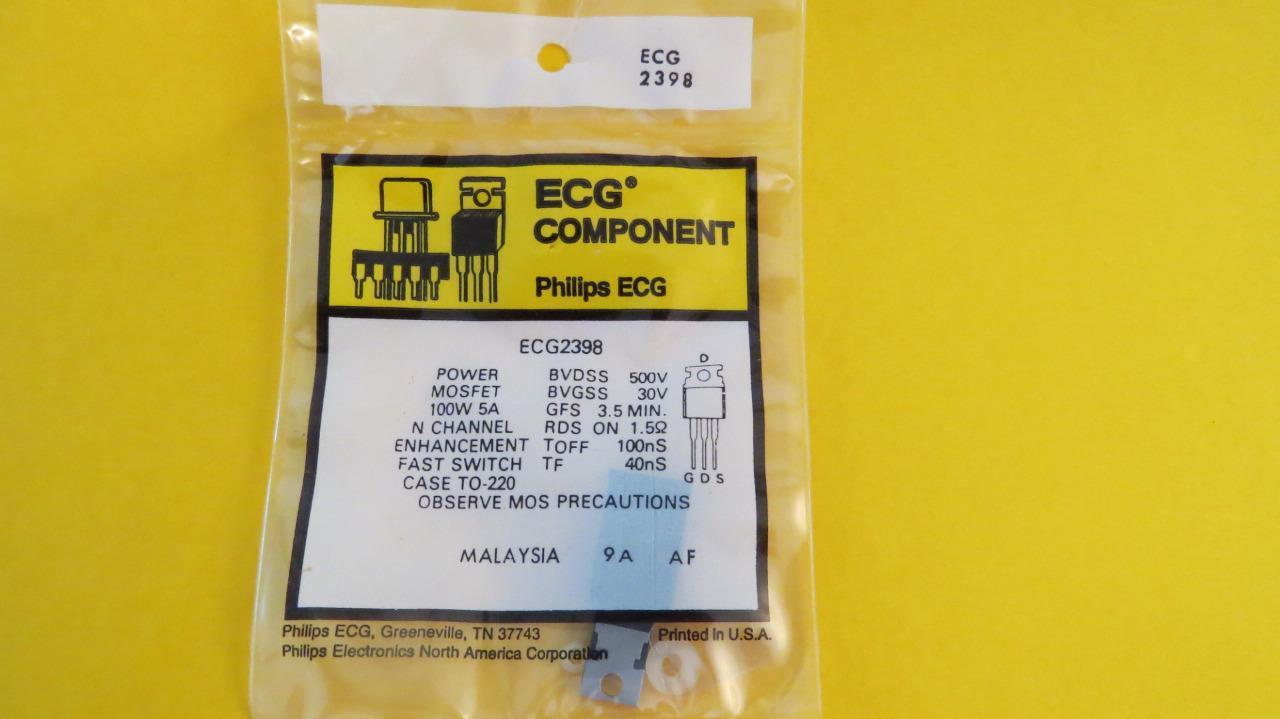 ECG
2398
ECG®
COMPONENT
Philips ECG
ECG2398
POWER BVDSS 500V
MOSFET BVGSS 30V
100W 5A GFS 3.5 MIN.
N CHANNEL RDS ON 1.5Ω
ENHANCEMENT TOFF 100nS
FAST SWITCH TF 40nS
CASE TO-220
OBSERVE MOS PRECAUTIONS
D
G D S
MALAYSIA 9A AF
Philips ECG, Greeneville, TN 37743 Printed in U.S.A.
Philips Electronics North America Corporation